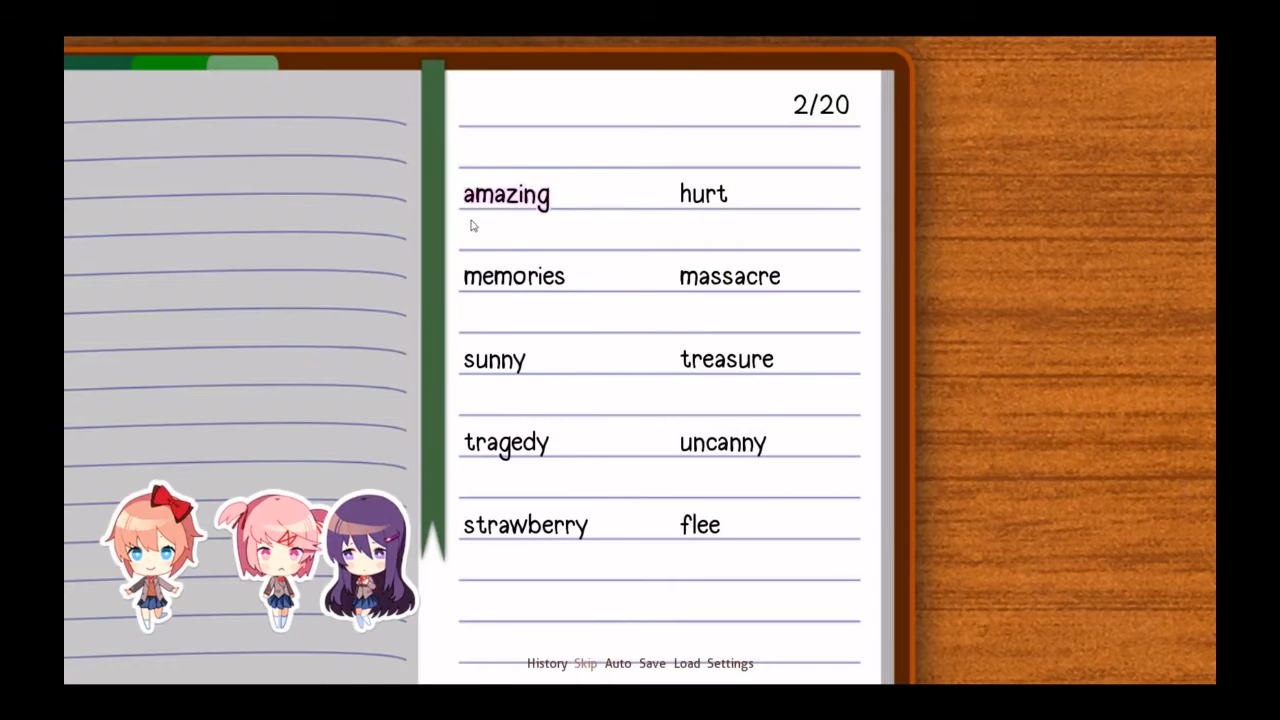 2/20
amazing hurt
memories massacre
sunny treasure
tragedy uncanny
strawberry flee
History Skip Auto Save Load Settings